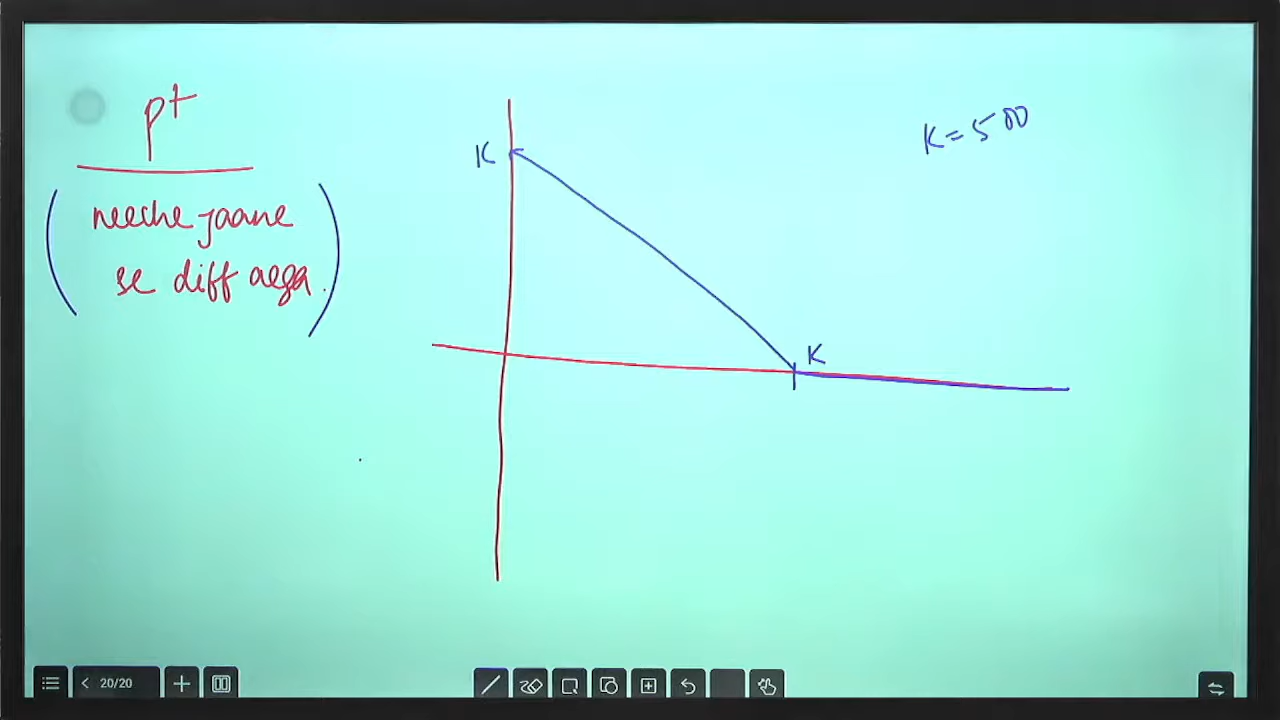 P+
neeche jaane
se diff aega.
K
K
K = 500
20/20